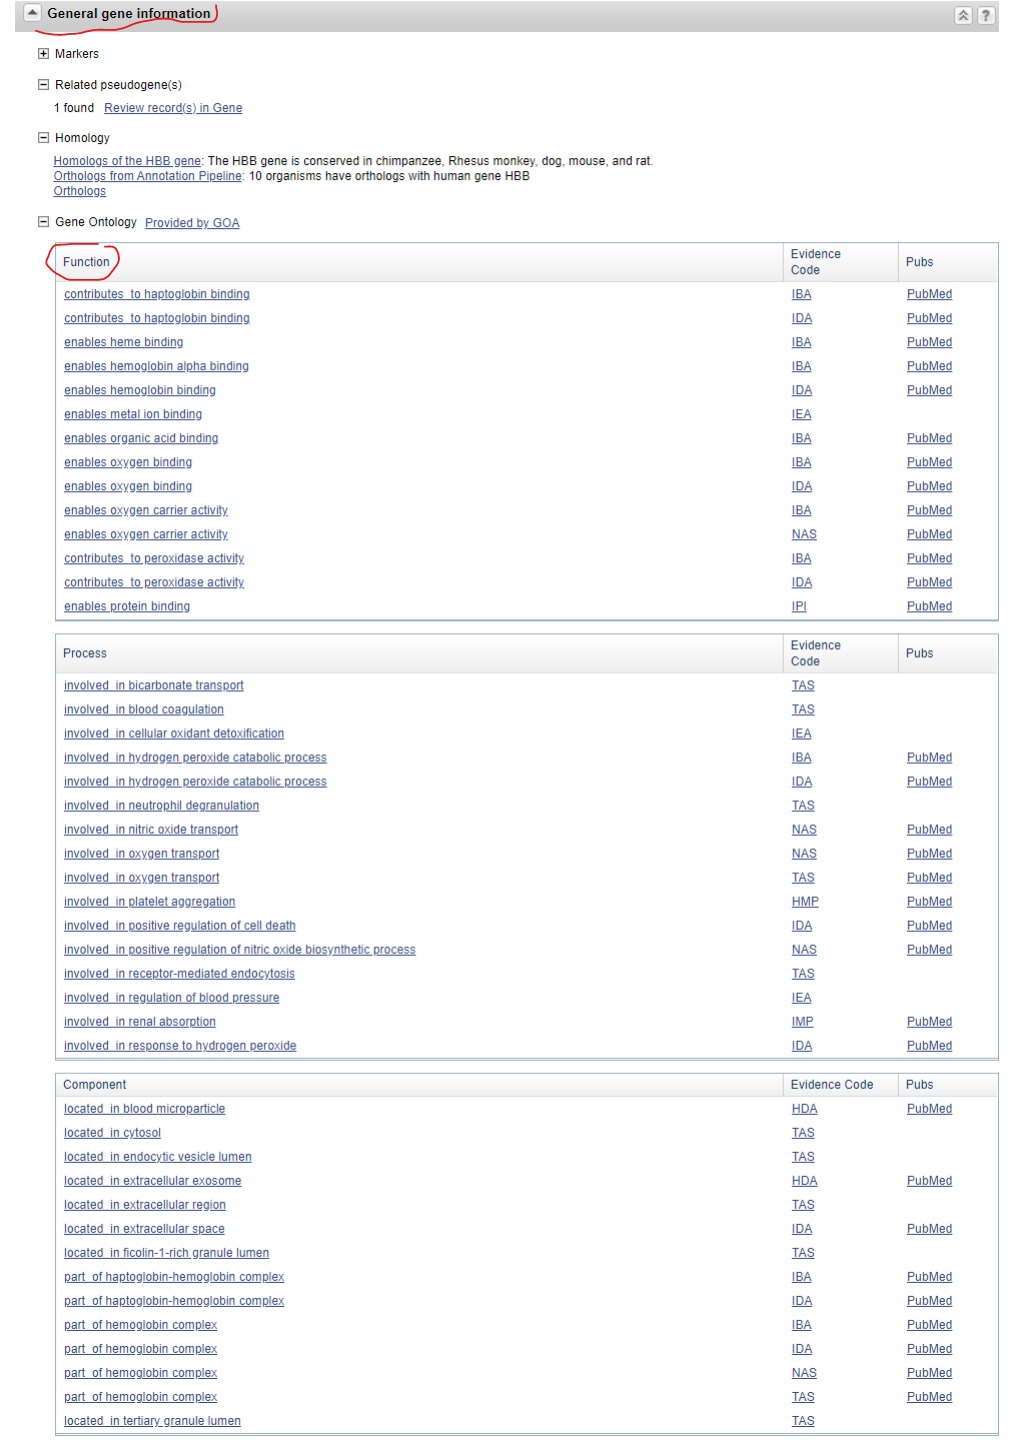 General gene information
?
Markers
Related pseudogene(s)
1 found Review record(s) in Gene
Homology
Homologs of the HBB gene: The HBB gene is conserved in chimpanzee, Rhesus monkey, dog, mouse, and rat.
Orthologs from Annotation Pipeline: 10 organisms have orthologs with human gene HBB
Orthologs
Gene Ontology Provided by GOA
Function Evidence Code Pubs
contributes_to haptoglobin binding IBA PubMed
contributes_to haptoglobin binding IDA PubMed
enables heme binding IBA PubMed
enables hemoglobin alpha binding IBA PubMed
enables hemoglobin binding IDA PubMed
enables metal ion binding IEA
enables organic acid binding IBA PubMed
enables oxygen binding IBA PubMed
enables oxygen binding IDA PubMed
enables oxygen carrier activity IBA PubMed
enables oxygen carrier activity NAS PubMed
contributes_to peroxidase activity IBA PubMed
contributes_to peroxidase activity IDA PubMed
enables protein binding IPI PubMed
Process Evidence Code Pubs
involved_in bicarbonate transport TAS
involved_in blood coagulation TAS
involved_in cellular oxidant detoxification IEA
involved_in hydrogen peroxide catabolic process IBA PubMed
involved_in hydrogen peroxide catabolic process IDA PubMed
involved_in neutrophil degranulation TAS
involved_in nitric oxide transport NAS PubMed
involved_in oxygen transport NAS PubMed
involved_in oxygen transport TAS PubMed
involved_in platelet aggregation HMP PubMed
involved_in positive regulation of cell death IDA PubMed
involved_in positive regulation of nitric oxide biosynthetic process NAS PubMed
involved_in receptor-mediated endocytosis TAS
involved_in regulation of blood pressure IEA
involved_in renal absorption IMP PubMed
involved_in response to hydrogen peroxide IDA PubMed
Component Evidence Code Pubs
located_in blood microparticle HDA PubMed
located_in cytosol TAS
located_in endocytic vesicle lumen TAS
located_in extracellular exosome HDA PubMed
located_in extracellular region TAS
located_in extracellular space IDA PubMed
located_in ficolin-1-rich granule lumen TAS
part_of haptoglobin-hemoglobin complex IBA PubMed
part_of haptoglobin-hemoglobin complex IDA PubMed
part_of hemoglobin complex IBA PubMed
part_of hemoglobin complex IDA PubMed
part_of hemoglobin complex NAS PubMed
part_of hemoglobin complex TAS PubMed
located_in tertiary granule lumen TAS